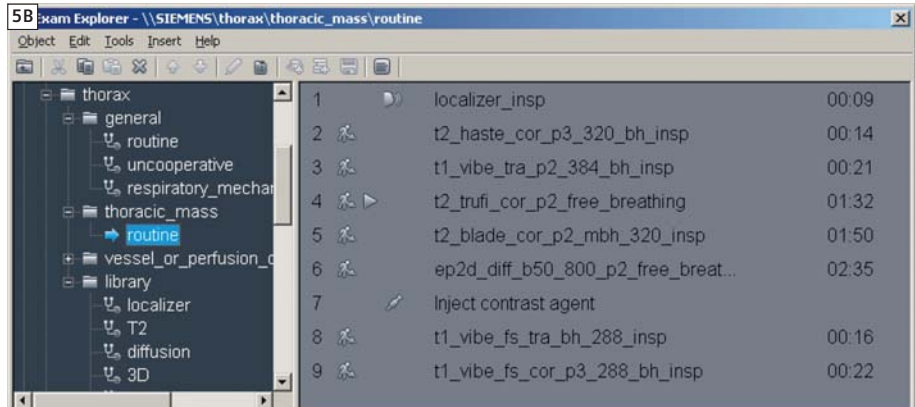 5B Exam Explorer - \\SIEMENS\thorax\thoracic_mass\routine
Object Edit Tools Insert Help
thorax
general
routine
uncooperative
respiratory_mechar
thoracic_mass
routine
vessel_or_perfusion_c
library
localizer
T2
diffusion
3D
1 localizer_insp 00:09
2 t2_haste_cor_p3_320_bh_insp 00:14
3 t1_vibe_tra_p2_384_bh_insp 00:21
4 t2_trufi_cor_p2_free_breathing 01:32
5 t2_blade_cor_p2_mbh_320_insp 01:50
6 ep2d_diff_b50_800_p2_free_breat... 02:35
7 Inject contrast agent
8 t1_vibe_fs_tra_bh_288_insp 00:16
9 t1_vibe_fs_cor_p3_288_bh_insp 00:22